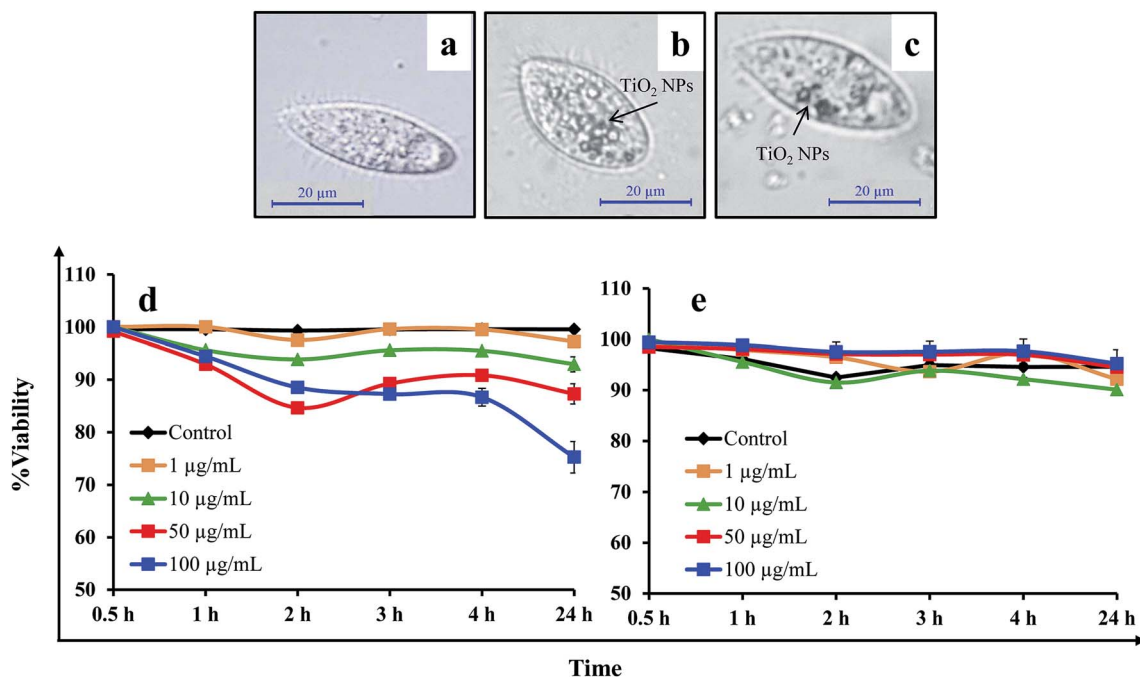 a
b
c
TiO₂ NPs
TiO₂ NPs
20 µm
20 µm
20 µm
%Viability
110
100
90
80
70
60
50
d
Control
1 µg/mL
10 µg/mL
50 µg/mL
100 µg/mL
0.5 h 1 h 2 h 3 h 4 h 24 h
110
100
90
80
70
60
50
e
Control
1 µg/mL
10 µg/mL
50 µg/mL
100 µg/mL
0.5 h 1 h 2 h 3 h 4 h 24 h
Time